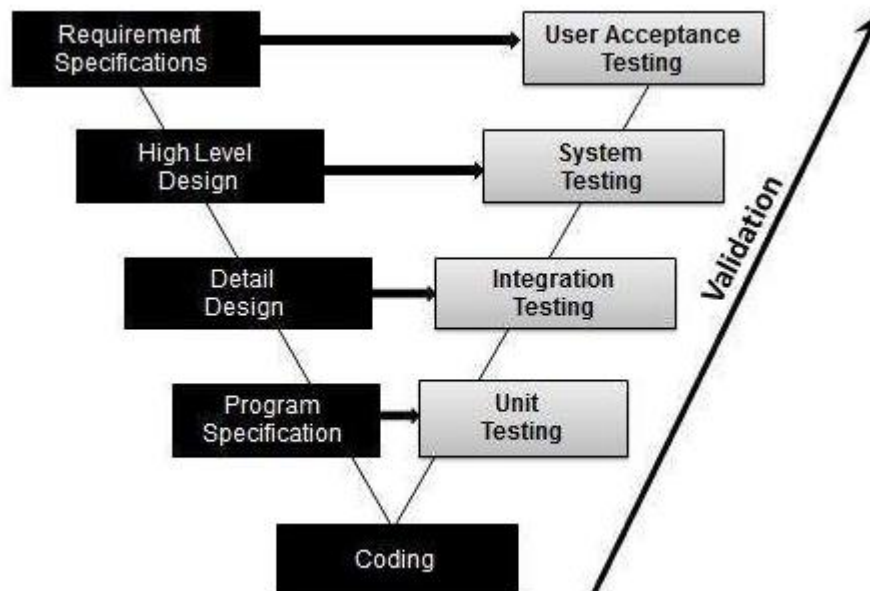 Requirement
Specifications
User Acceptance
Testing
High Level
Design
System
Testing
Validation
Detail
Design
Integration
Testing
Program
Specification
Unit
Testing
Coding